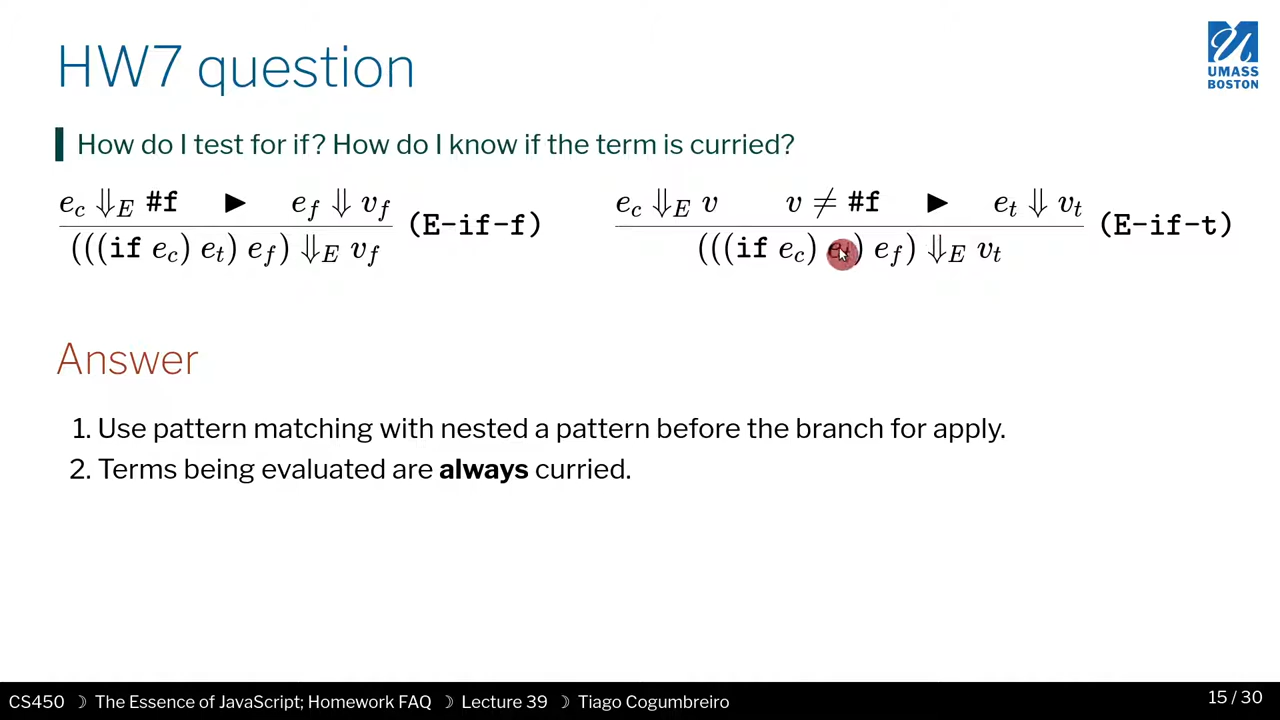 HW7 question
UMASS
BOSTON
How do I test for if? How do I know if the term is curried?
e_c ⇓_E #f ▶ e_f ⇓ v_f
(((if e_c) e_t) e_f) ⇓_E v_f
(E-if-f)
e_c ⇓_E v v ≠ #f ▶ e_t ⇓ v_t
(((if e_c) e_t) e_f) ⇓_E v_t
(E-if-t)
Answer
1. Use pattern matching with nested a pattern before the branch for apply.
2. Terms being evaluated are always curried.
CS450 ☽ The Essence of JavaScript; Homework FAQ ☽ Lecture 39 ☽ Tiago Cogumbreiro
15 / 30